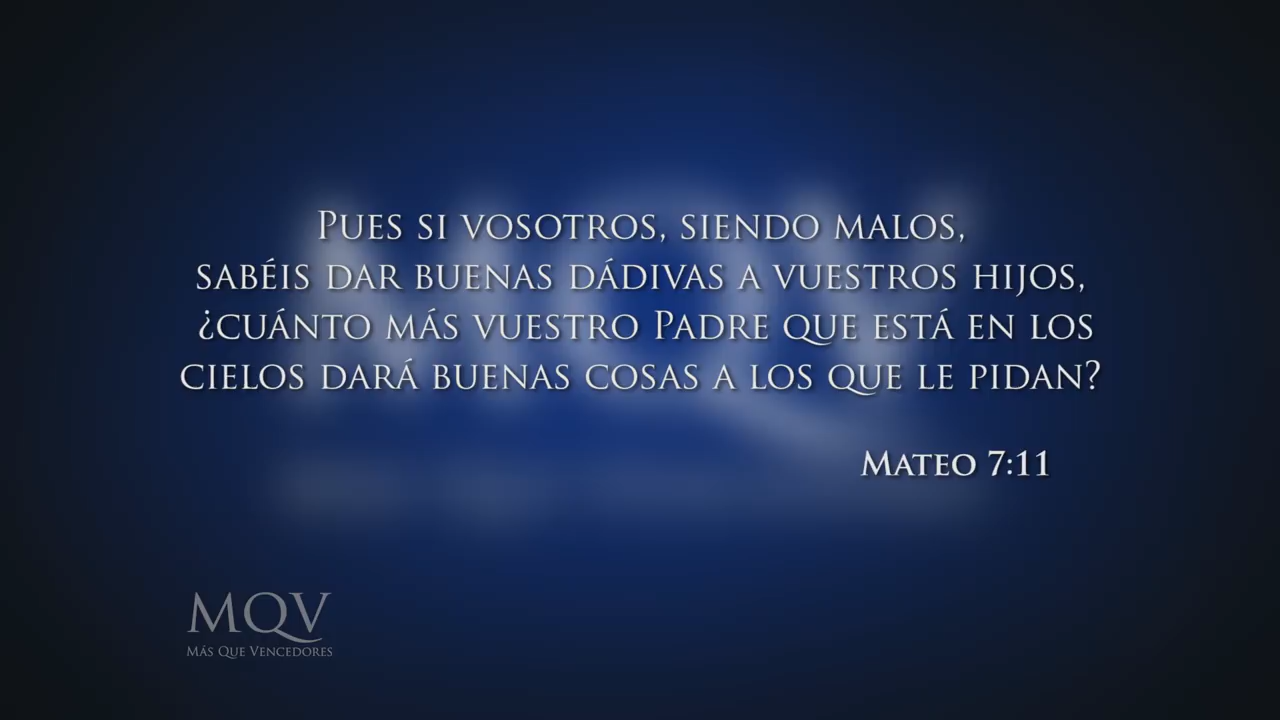 Pues si vosotros, siendo malos,
sabéis dar buenas dádivas a vuestros hijos,
¿cuánto más vuestro Padre que está en los
cielos dará buenas cosas a los que le pidan?
Mateo 7:11
MQV
Más Que Vencedores